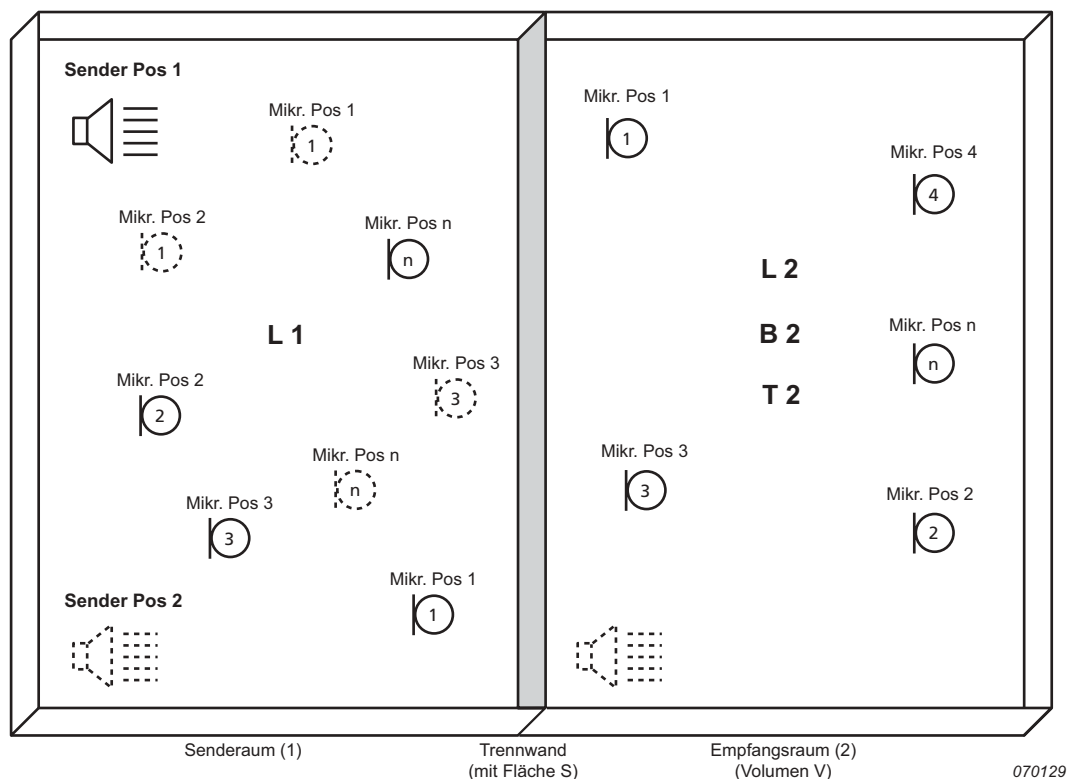 Sender Pos 1
Mikr. Pos 1
1
Mikr. Pos 2
1
Mikr. Pos n
n
L 1
Mikr. Pos 3
3
Mikr. Pos 2
2
Mikr. Pos n
n
Mikr. Pos 3
3
Mikr. Pos 1
1
Sender Pos 2
Mikr. Pos 1
1
Mikr. Pos 4
4
L 2
B 2
T 2
Mikr. Pos n
n
Mikr. Pos 3
3
Mikr. Pos 2
2
Senderaum (1)
Trennwand
(mit Fläche S)
Empfangsraum (2)
(Volumen V)
070129